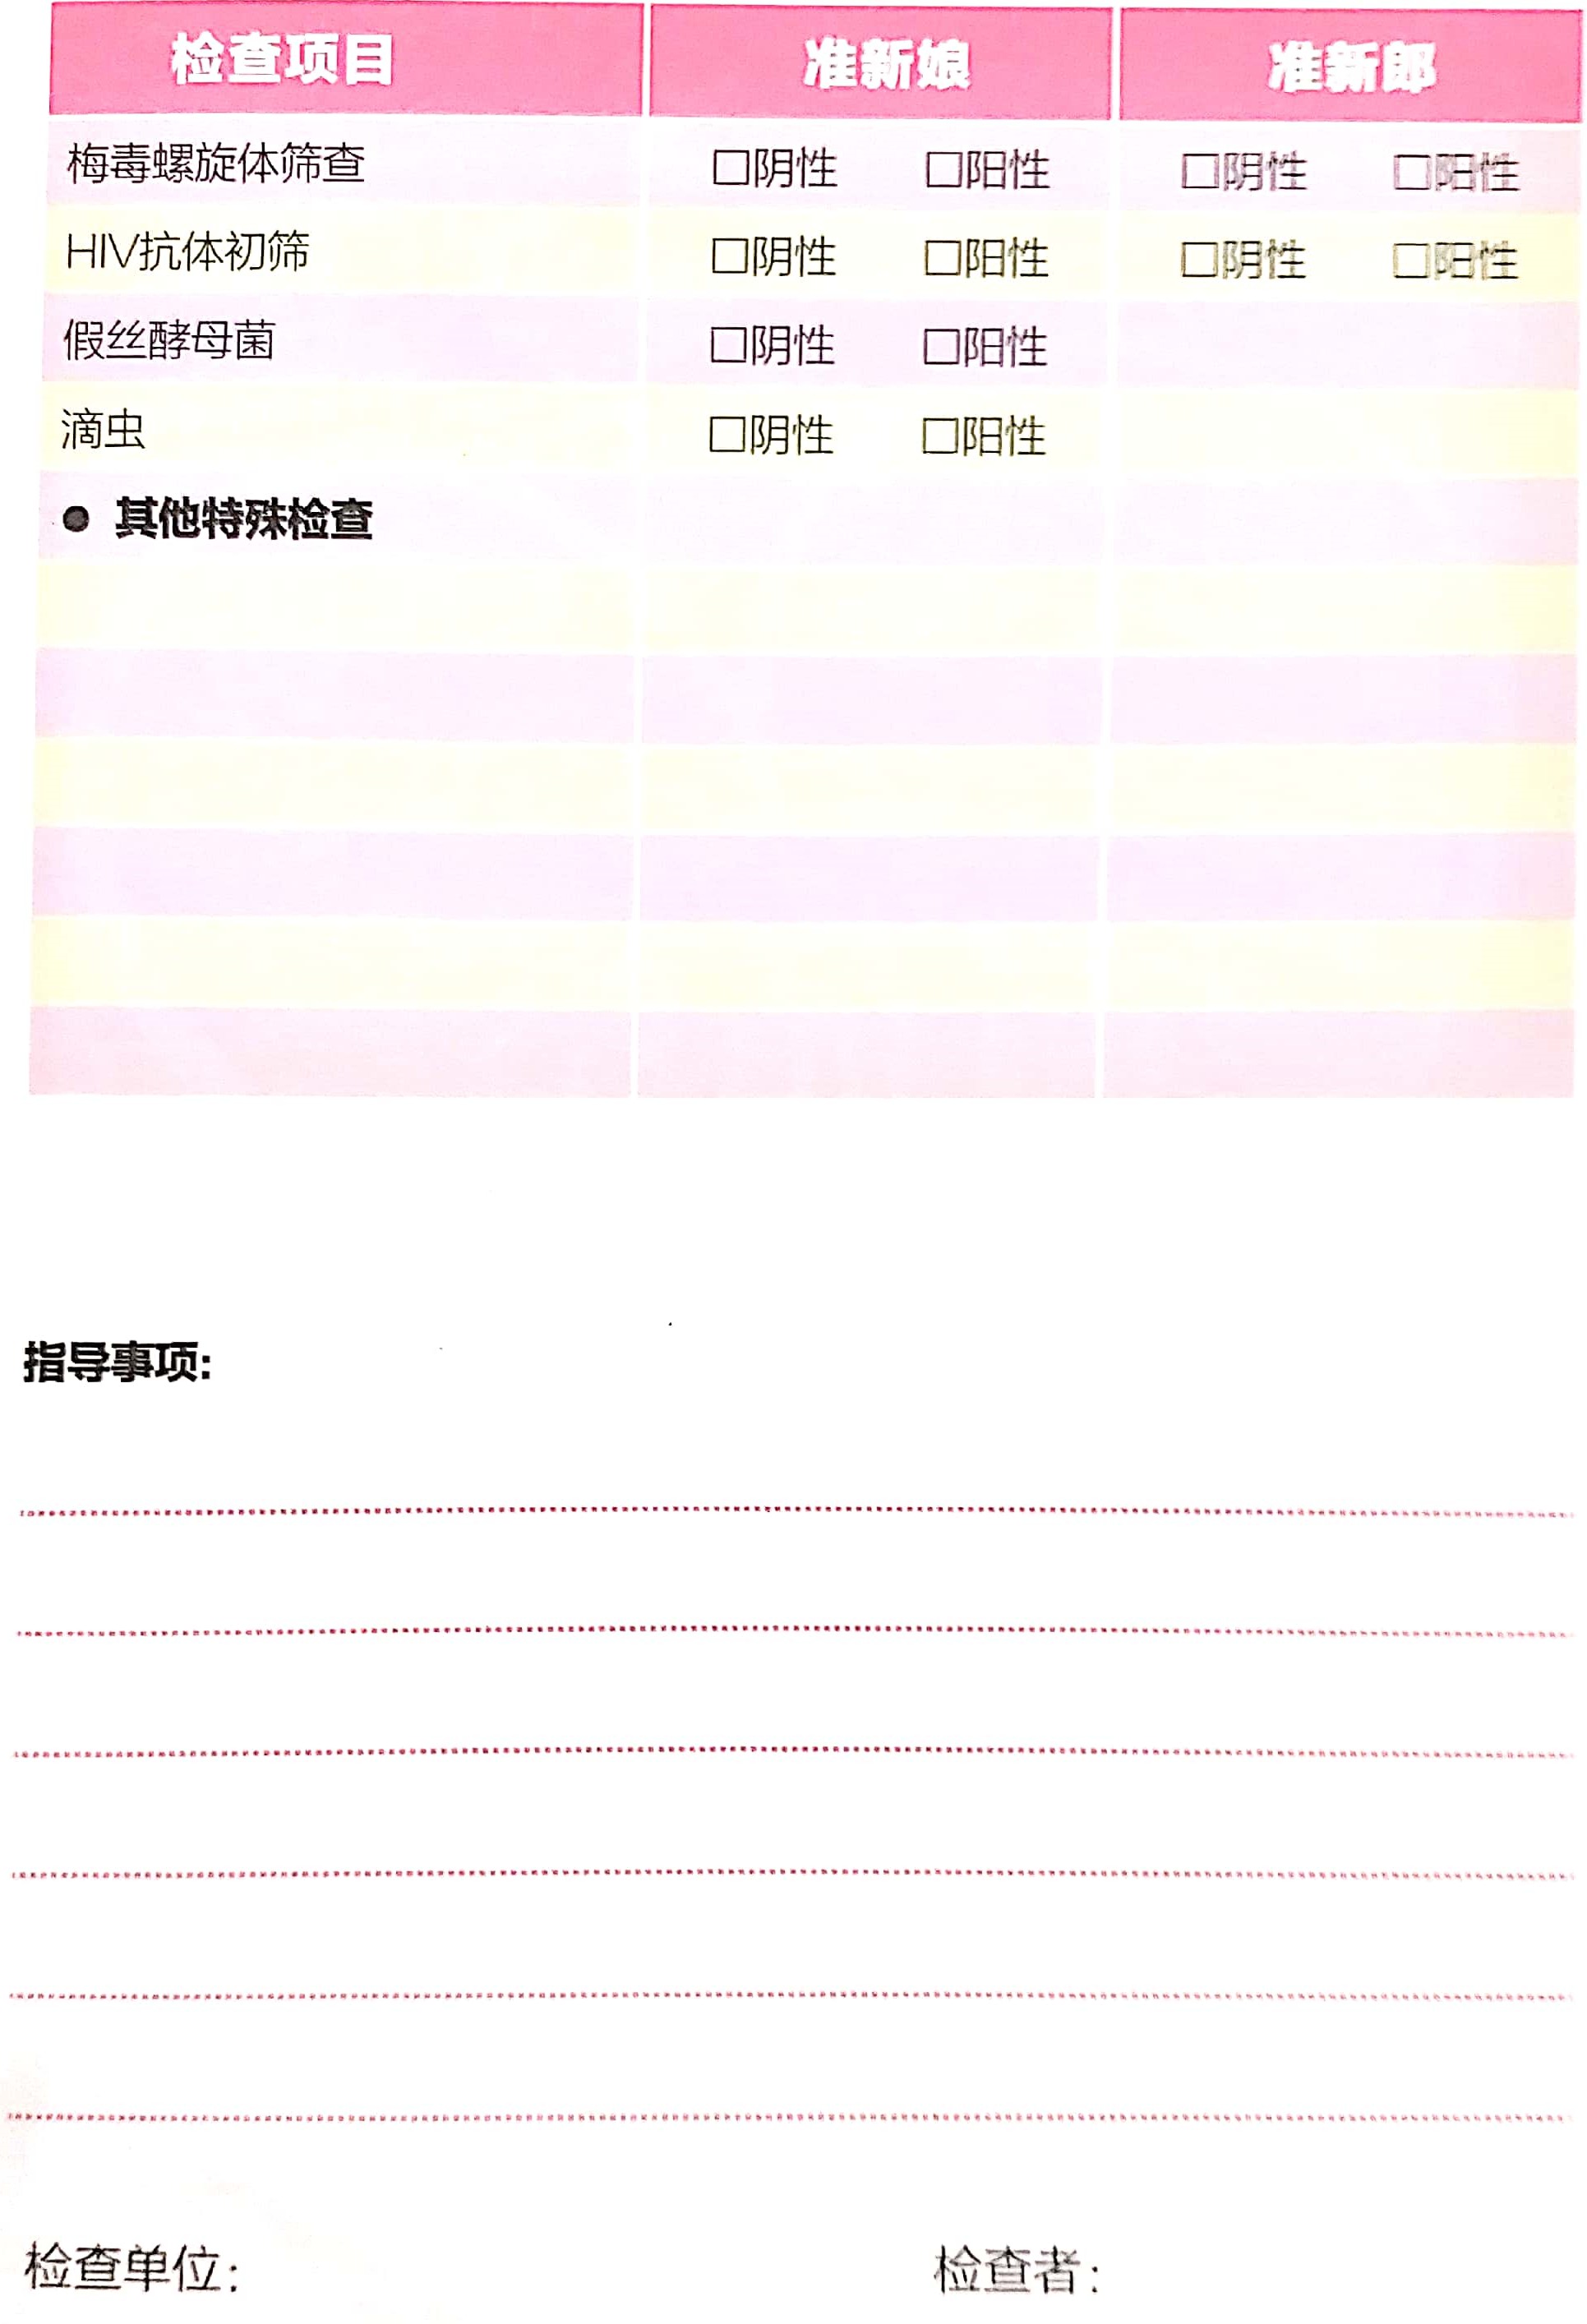 检查项目 准新娘 准新郎
梅毒螺旋体筛查 □阴性 □阳性 □阴性 □阳性
HIV抗体初筛 □阴性 □阳性 □阴性 □阳性
假丝酵母菌 □阴性 □阳性
滴虫 □阴性 □阳性
● 其他特殊检查
指导事项:
检查单位: 检查者: